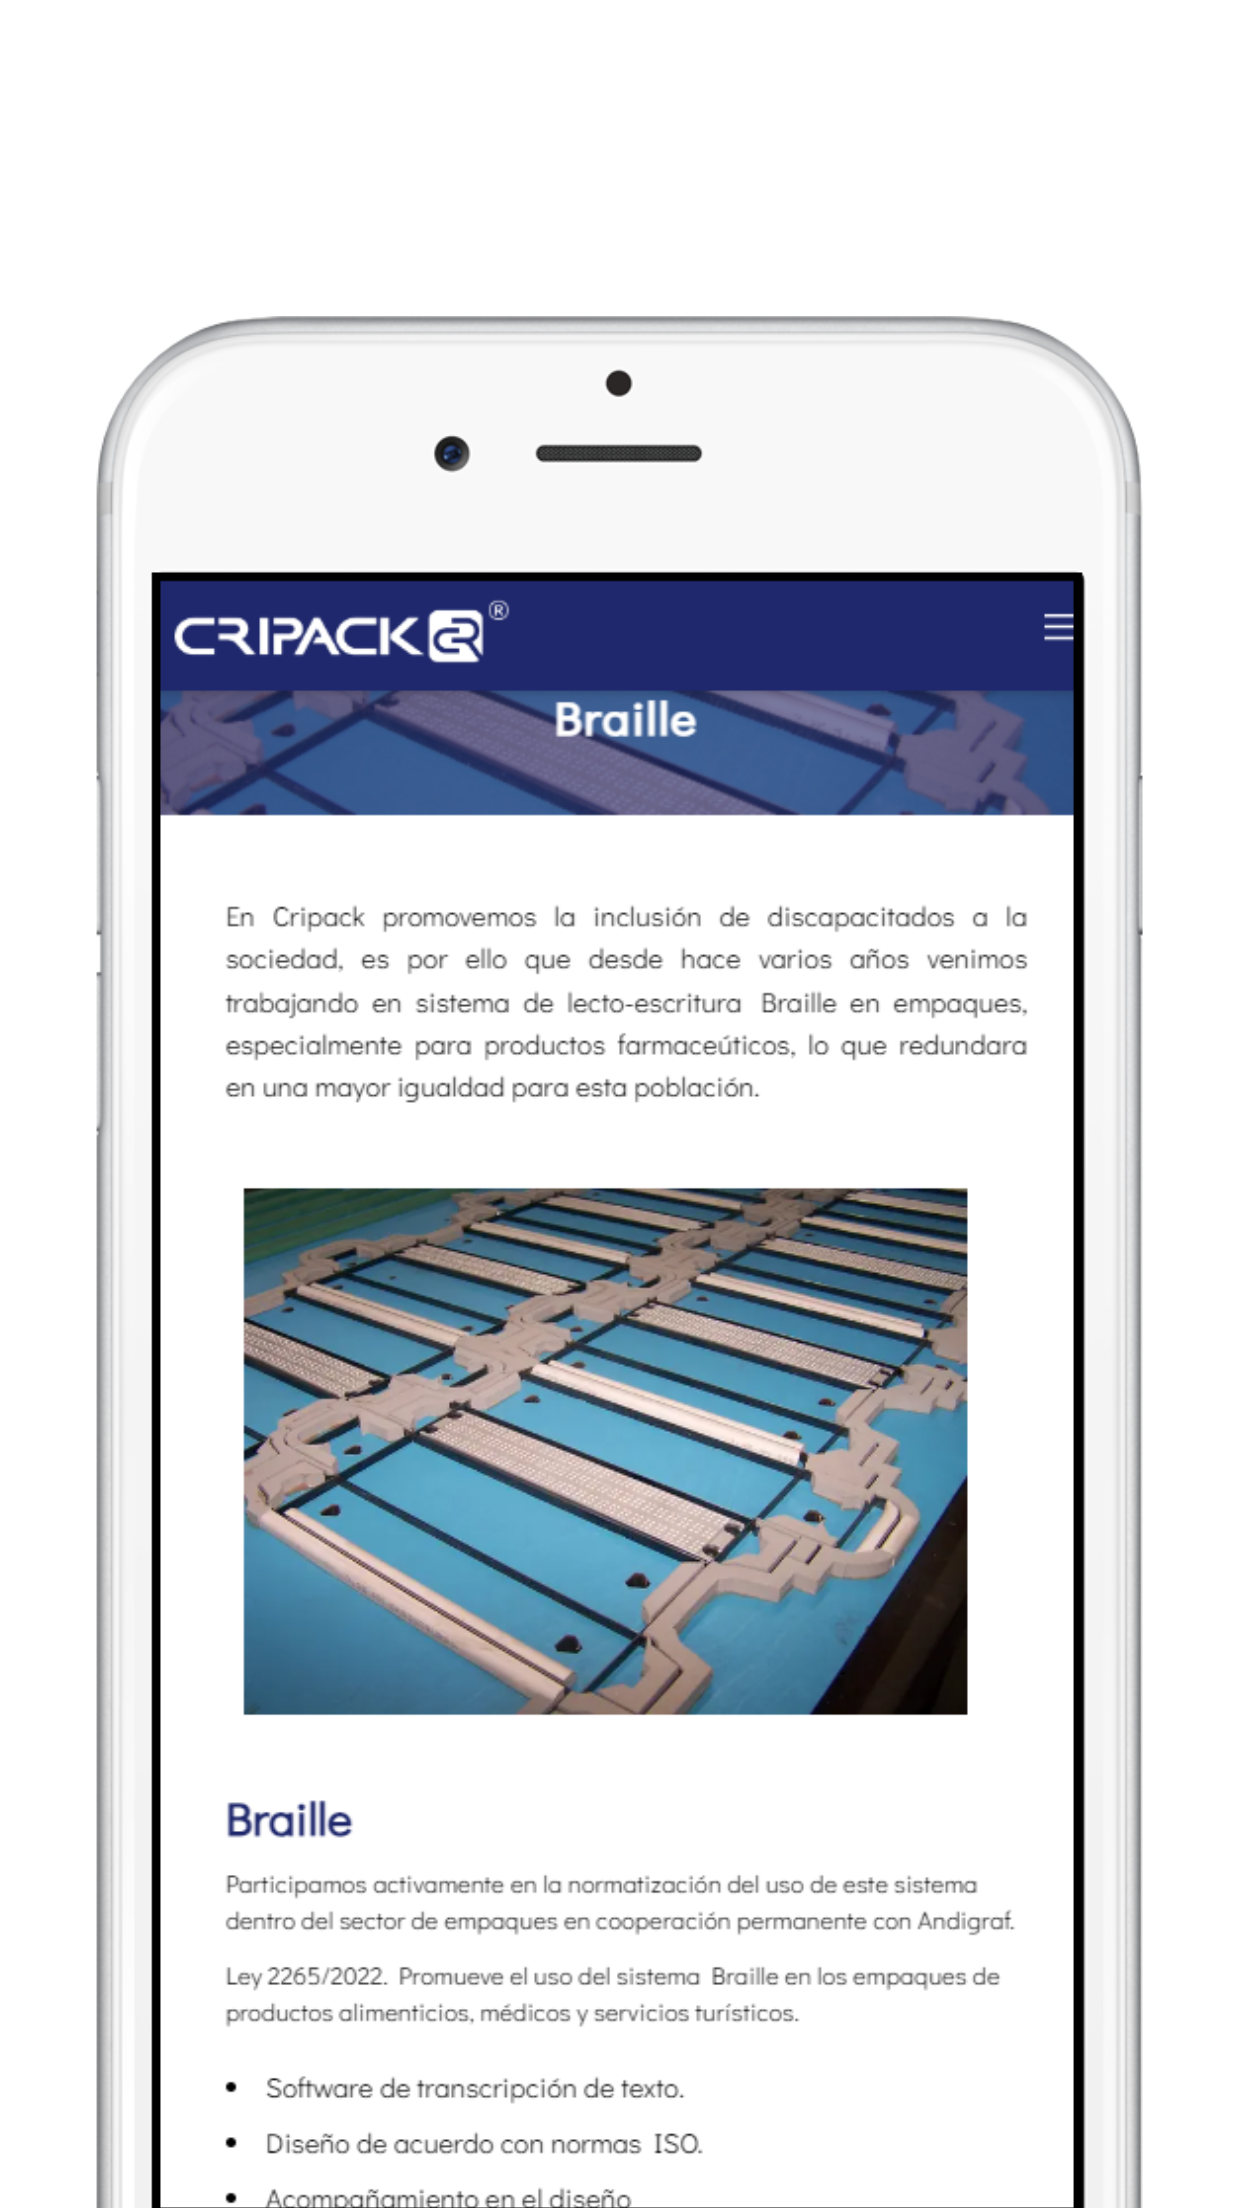 CRIPACK CR®
Braille
En Cripack promovemos la inclusión de discapacitados a la
sociedad, es por ello que desde hace varios años venimos
trabajando en sistema de lecto-escritura Braille en empaques,
especialmente para productos farmaceúticos, lo que redundara
en una mayor igualdad para esta población.
Braille
Participamos activamente en la normatización del uso de este sistema
dentro del sector de empaques en cooperación permanente con Andigraf.
Ley 2265/2022. Promueve el uso del sistema Braille en los empaques de
productos alimenticios, médicos y servicios turísticos.
• Software de transcripción de texto.
• Diseño de acuerdo con normas ISO.
• Acompañamiento en el diseño